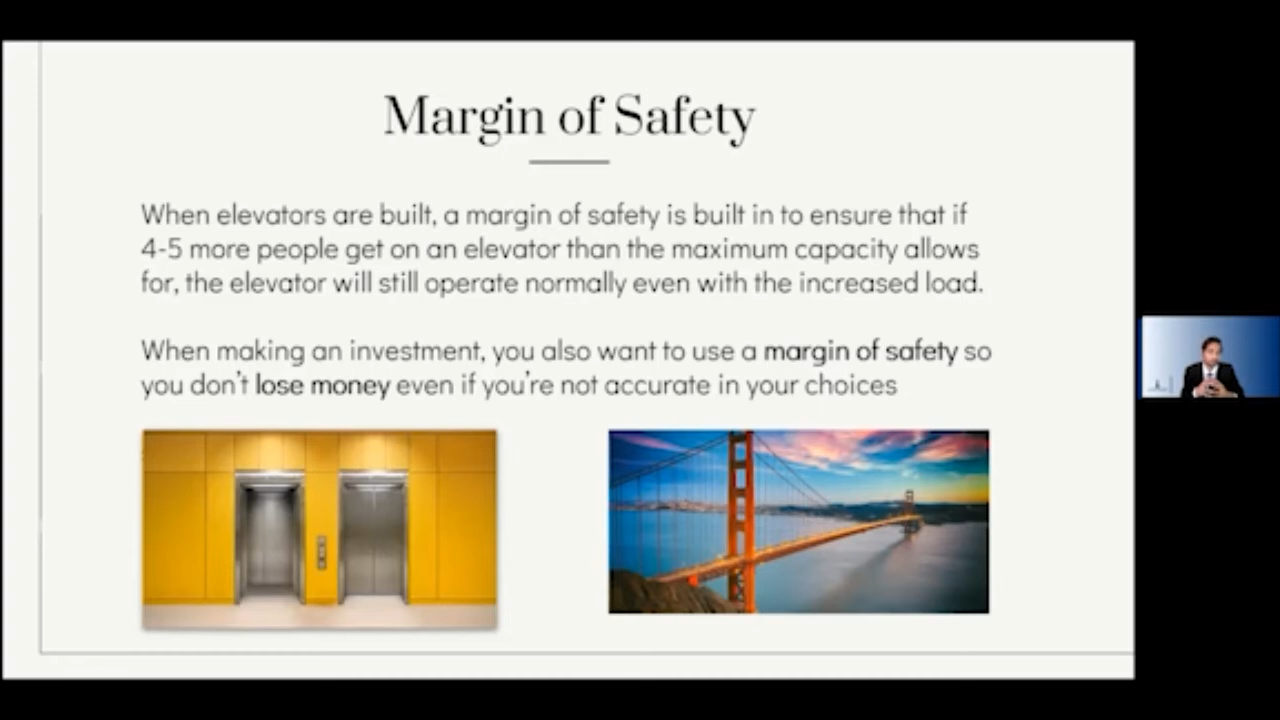 Margin of Safety
When elevators are built, a margin of safety is built in to ensure that if
4-5 more people get on an elevator than the maximum capacity allows
for, the elevator will still operate normally even with the increased load.
When making an investment, you also want to use a margin of safety so
you don't lose money even if you're not accurate in your choices